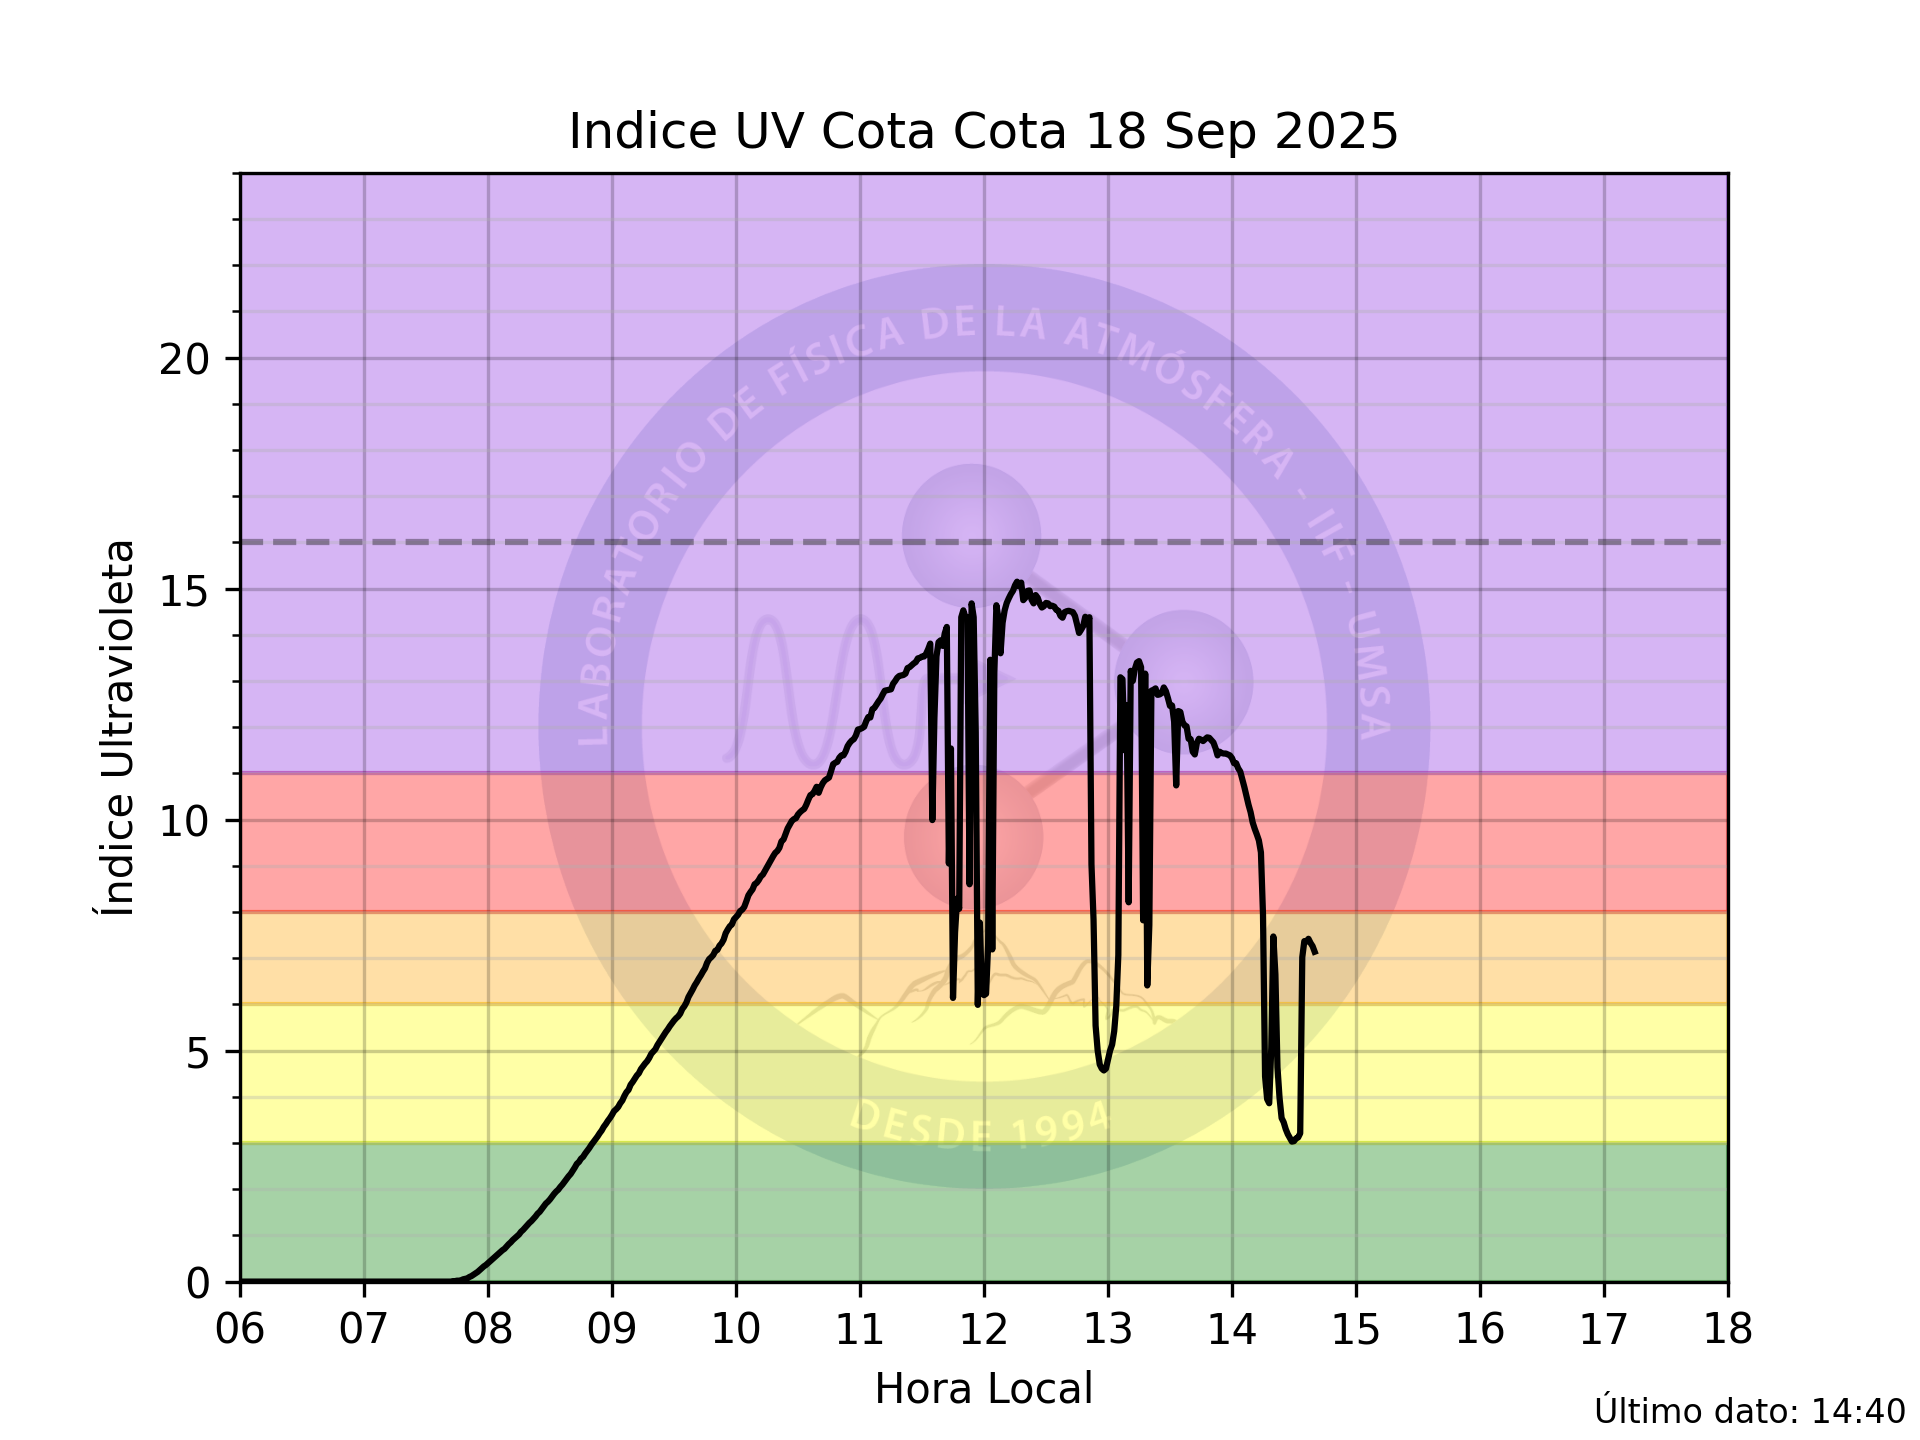 Indice UV Cota Cota 18 Sep 2025
LABORATORIO DE FÍSICA DE LA ATMÓSFERA - IIF - UMSA
DESDE 1994
Índice Ultravioleta
20
15
10
5
0
06 07 08 09 10 11 12 13 14 15 16 17 18
Hora Local
Último dato: 14:40